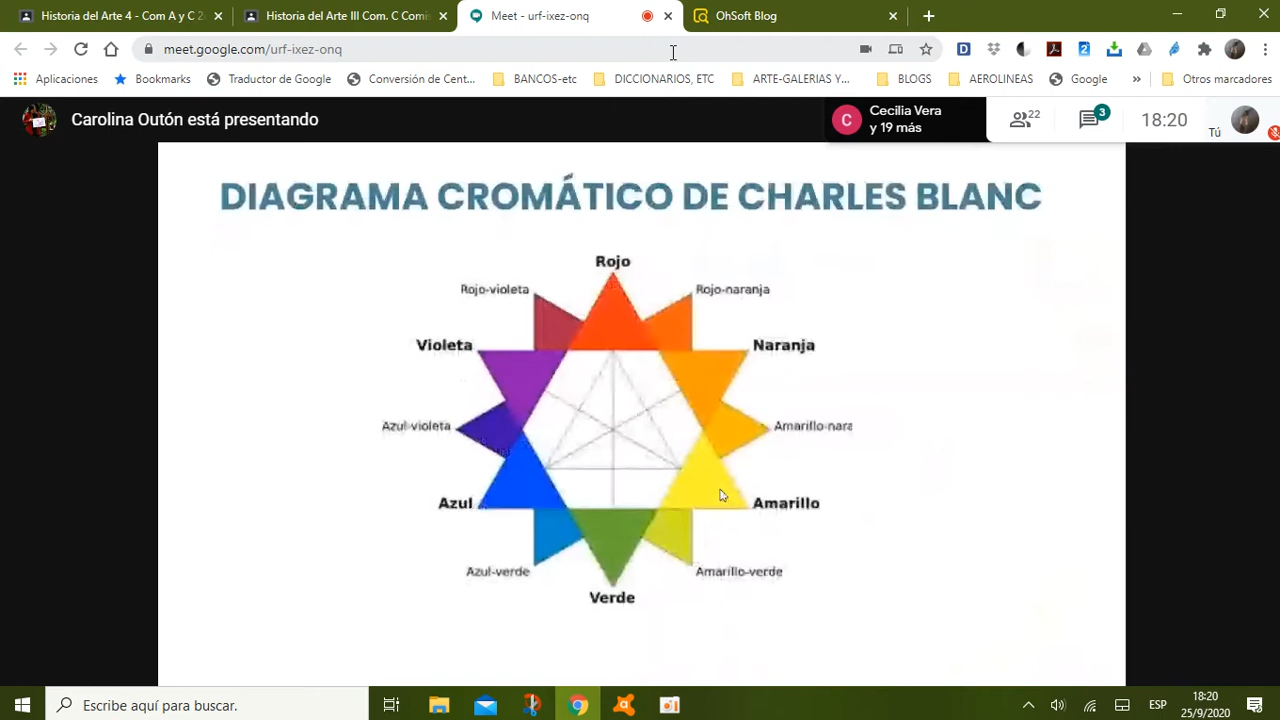 Historia del Arte 4 - Com A y C 2
Historia del Arte III Com. C Comis
Meet - urf-ixez-onq
OhSoft Blog
meet.google.com/urf-ixez-onq
Aplicaciones
Bookmarks
Traductor de Google
Conversión de Gent...
BANCOS-etc
DICCIONARIOS, ETC
ARTE-GALERIAS Y...
BLOGS
AEROLINEAS
Google
»
Otros marcadores
Carolina Outón está presentando
C
Cecilia Vera
y 19 más
22
3
18:20
Tú
DIAGRAMA CROMÁTICO DE CHARLES BLANC
Rojo
Rojo-violeta
Rojo-naranja
Violeta
Naranja
Azul-violeta
Amarillo-nara
Azul
Amarillo
Azul-verde
Amarillo-verde
Verde
Escribe aquí para buscar.
ESP
18:20
25/9/2020